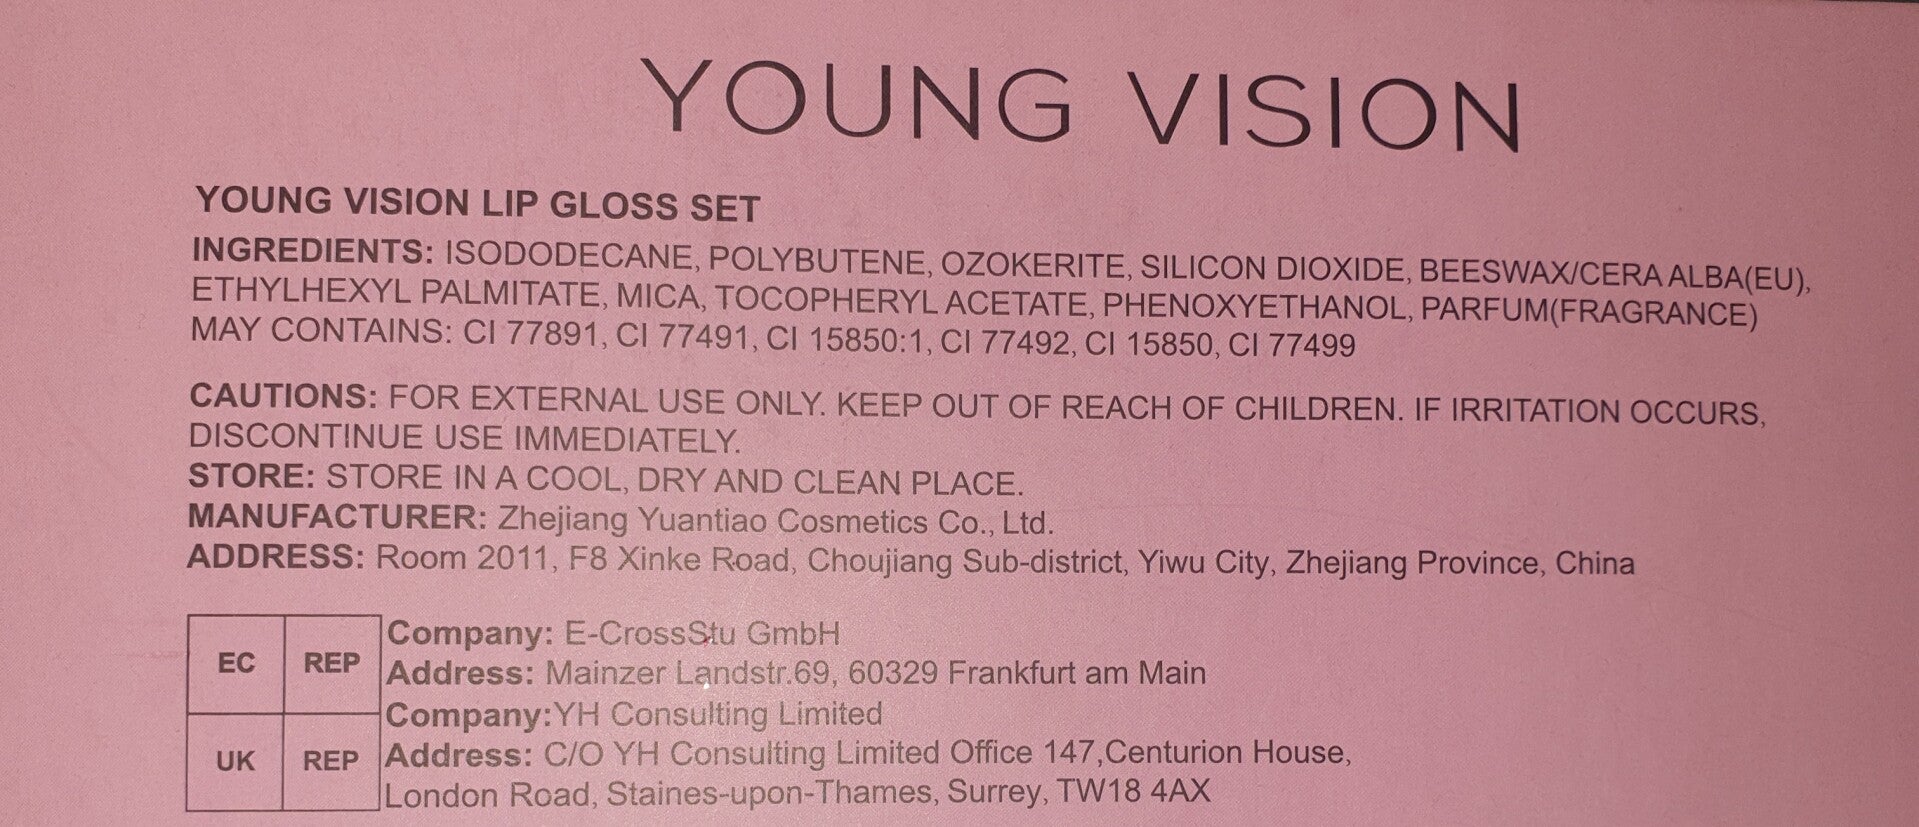 YOUNG VISION
YOUNG VISION LIP GLOSS SET
INGREDIENTS: ISODODECANE, POLYBUTENE, OZOKERITE, SILICON DIOXIDE, BEESWAX/CERA ALBA(EU),
ETHYLHEXYL PALMITATE, MICA, TOCOPHERYL ACETATE, PHENOXYETHANOL, PARFUM(FRAGRANCE)
MAY CONTAINS: CI 77891, CI 77491, CI 15850:1, CI 77492, CI 15850, CI 77499
CAUTIONS: FOR EXTERNAL USE ONLY. KEEP OUT OF REACH OF CHILDREN. IF IRRITATION OCCURS,
DISCONTINUE USE IMMEDIATELY.
STORE: STORE IN A COOL, DRY AND CLEAN PLACE.
MANUFACTURER: Zhejiang Yuantiao Cosmetics Co., Ltd.
ADDRESS: Room 2011, F8 Xinke Road, Choujiang Sub-district, Yiwu City, Zhejiang Province, China
EC REP
Company: E-CrossStu GmbH
Address: Mainzer Landstr.69, 60329 Frankfurt am Main
UK REP
Company:YH Consulting Limited
Address: C/O YH Consulting Limited Office 147,Centurion House,
London Road, Staines-upon-Thames, Surrey, TW18 4AX